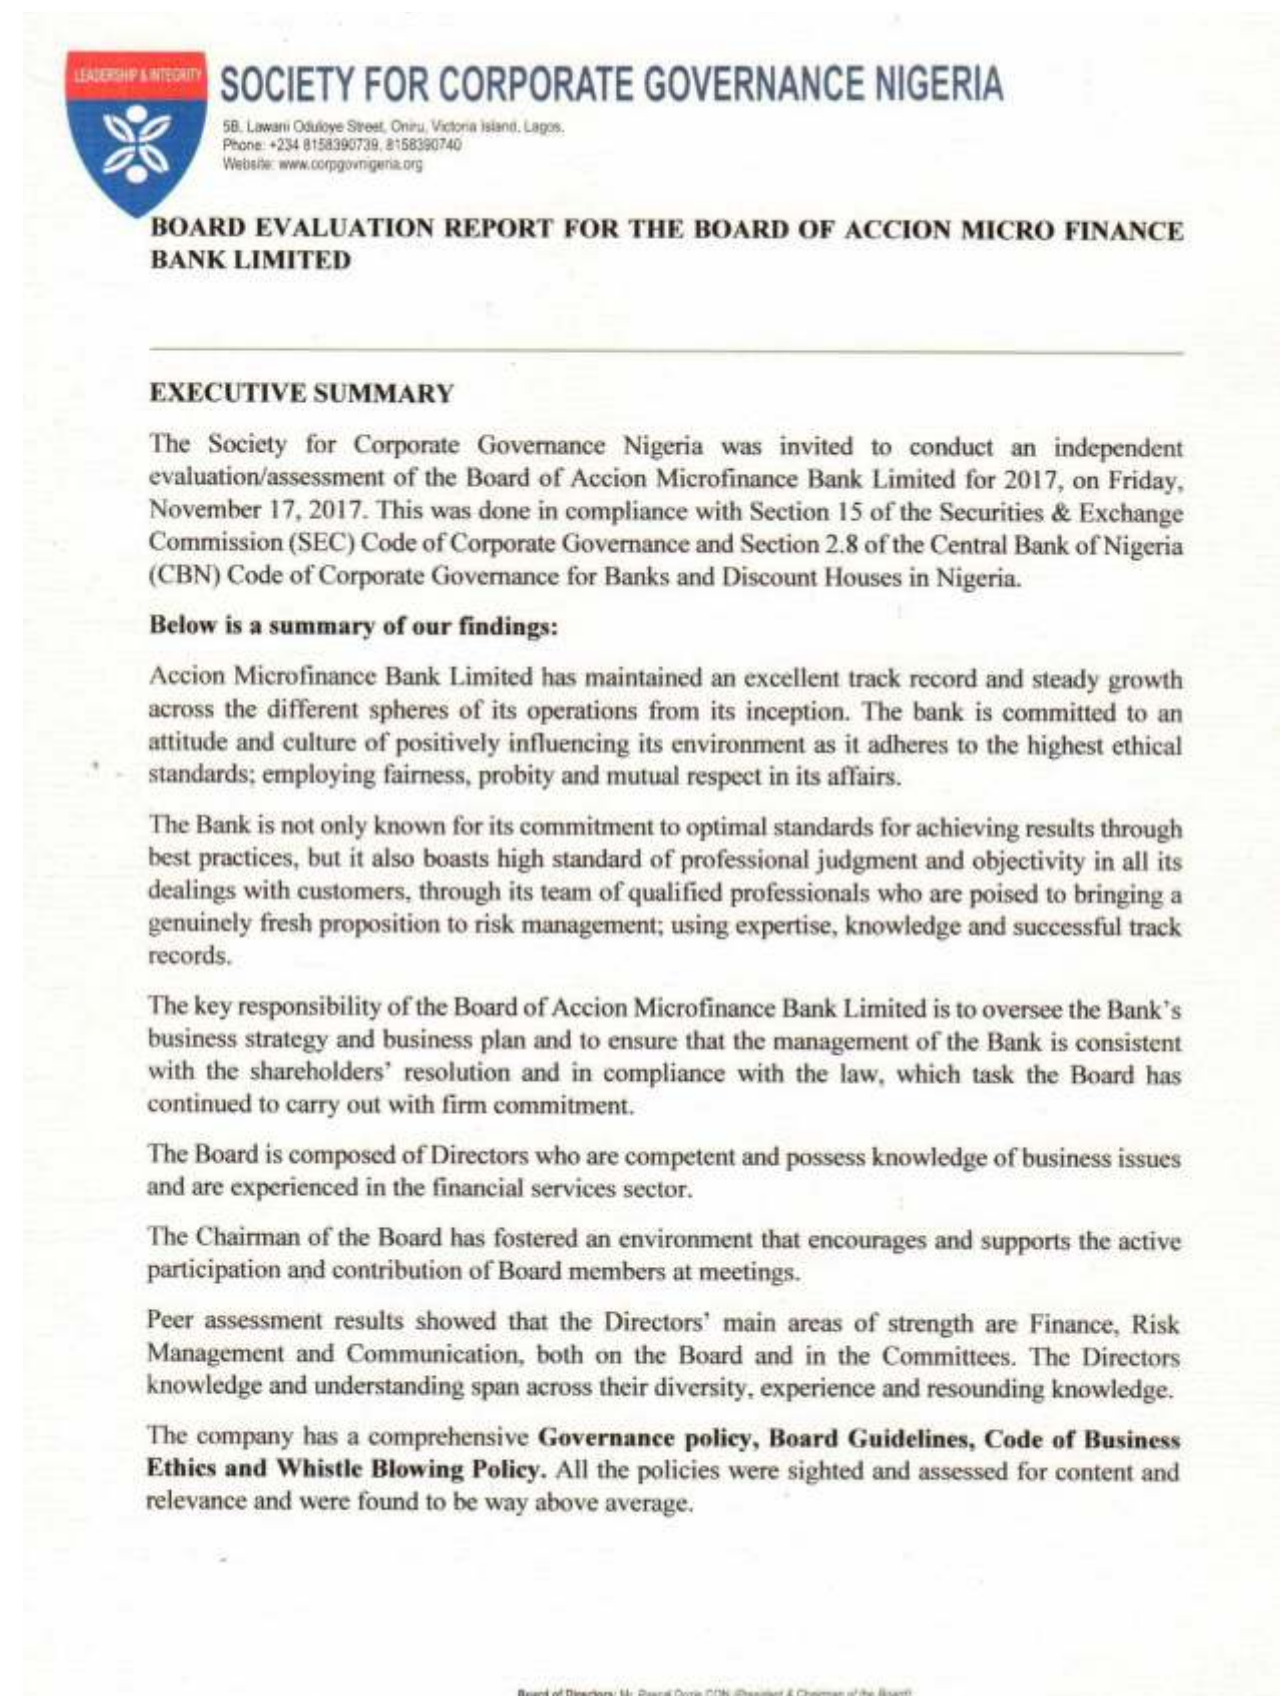 LEADERSHIP & INTEGRITY
SOCIETY FOR CORPORATE GOVERNANCE NIGERIA
5B, Lawani Oduloye Street, Oniru, Victoria Island, Lagos.
Phone: +234 8158390739, 8158390740
Website: www.corpgovnigeria.org
BOARD EVALUATION REPORT FOR THE BOARD OF ACCION MICRO FINANCE
BANK LIMITED
EXECUTIVE SUMMARY
The Society for Corporate Governance Nigeria was invited to conduct an independent
evaluation/assessment of the Board of Accion Microfinance Bank Limited for 2017, on Friday,
November 17, 2017. This was done in compliance with Section 15 of the Securities & Exchange
Commission (SEC) Code of Corporate Governance and Section 2.8 of the Central Bank of Nigeria
(CBN) Code of Corporate Governance for Banks and Discount Houses in Nigeria.
Below is a summary of our findings:
Accion Microfinance Bank Limited has maintained an excellent track record and steady growth
across the different spheres of its operations from its inception. The bank is committed to an
attitude and culture of positively influencing its environment as it adheres to the highest ethical
standards; employing fairness, probity and mutual respect in its affairs.
The Bank is not only known for its commitment to optimal standards for achieving results through
best practices, but it also boasts high standard of professional judgment and objectivity in all its
dealings with customers, through its team of qualified professionals who are poised to bringing a
genuinely fresh proposition to risk management; using expertise, knowledge and successful track
records.
The key responsibility of the Board of Accion Microfinance Bank Limited is to oversee the Bank's
business strategy and business plan and to ensure that the management of the Bank is consistent
with the shareholders' resolution and in compliance with the law, which task the Board has
continued to carry out with firm commitment.
The Board is composed of Directors who are competent and possess knowledge of business issues
and are experienced in the financial services sector.
The Chairman of the Board has fostered an environment that encourages and supports the active
participation and contribution of Board members at meetings.
Peer assessment results showed that the Directors' main areas of strength are Finance, Risk
Management and Communication, both on the Board and in the Committees. The Directors
knowledge and understanding span across their diversity, experience and resounding knowledge.
The company has a comprehensive Governance policy, Board Guidelines, Code of Business
Ethics and Whistle Blowing Policy. All the policies were sighted and assessed for content and
relevance and were found to be way above average.
Board of Directors: Mr. Pascal Dozie CON (President & Chairman of the Board)